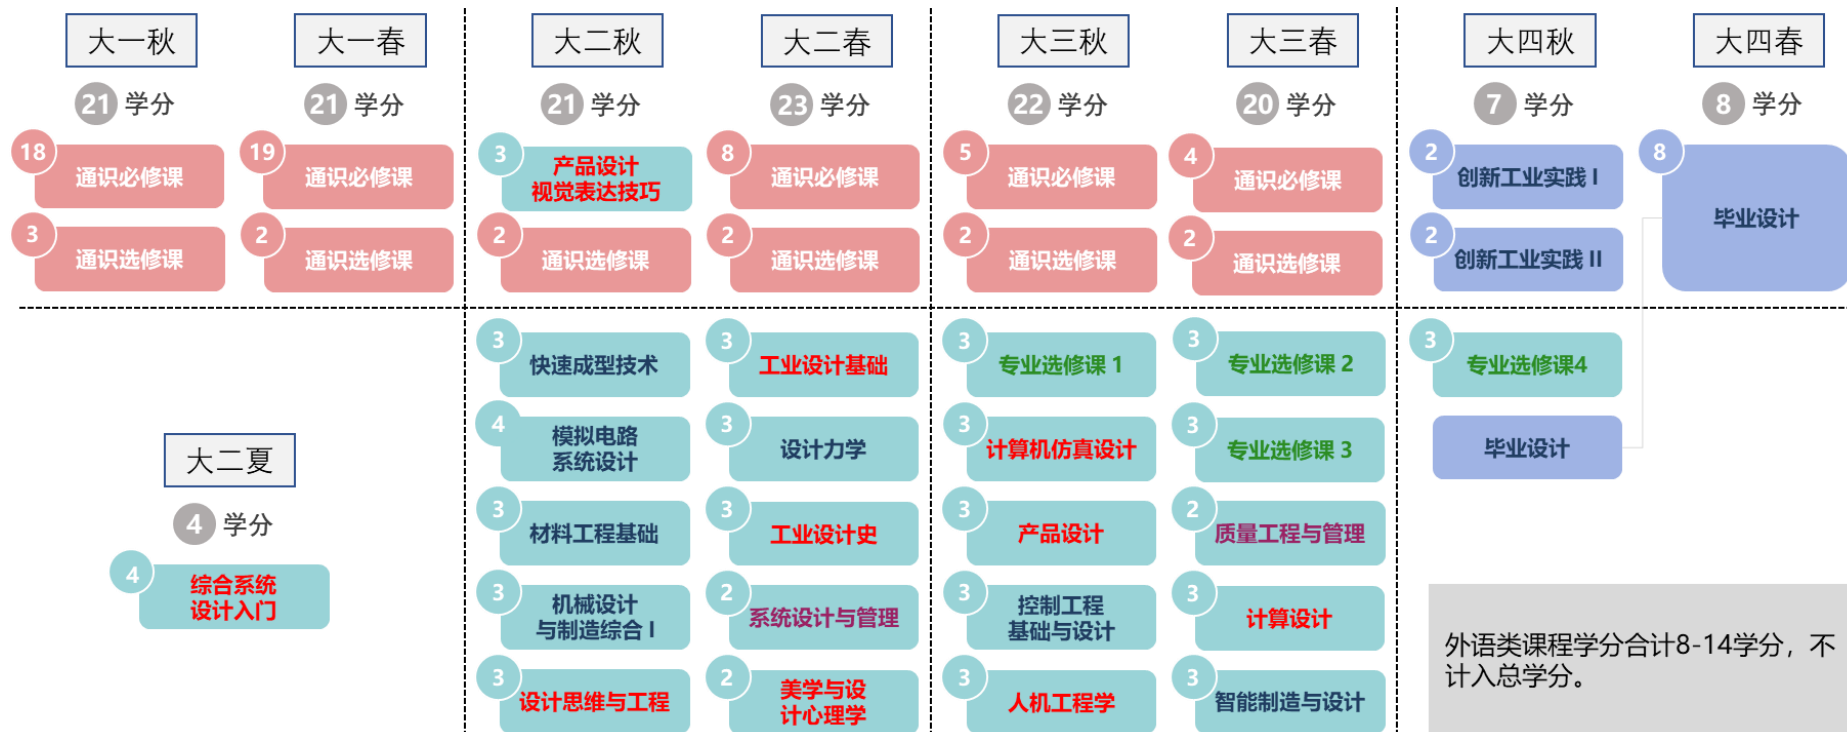 大一秋
21 学分
18
通识必修课
3
通识选修课
大一春
21 学分
19
通识必修课
2
通识选修课
大二夏
4 学分
4
综合系统
设计入门
大二秋
21 学分
3
产品设计
视觉表达技巧
2
通识选修课
3
快速成型技术
4
模拟电路
系统设计
3
材料工程基础
3
机械设计
与制造综合 I
3
设计思维与工程
大二春
23 学分
8
通识必修课
2
通识选修课
3
工业设计基础
3
设计力学
3
工业设计史
2
系统设计与管理
2
美学与设
计心理学
大三秋
22 学分
5
通识必修课
2
通识选修课
3
专业选修课 1
3
计算机仿真设计
3
产品设计
3
控制工程
基础与设计
3
人机工程学
大三春
20 学分
4
通识必修课
2
通识选修课
3
专业选修课 2
3
专业选修课 3
2
质量工程与管理
3
计算设计
3
智能制造与设计
大四秋
7 学分
2
创新工业实践 I
2
创新工业实践 II
3
专业选修课4
毕业设计
大四春
8 学分
8
毕业设计
外语类课程学分合计8-14学分，不
计入总学分。